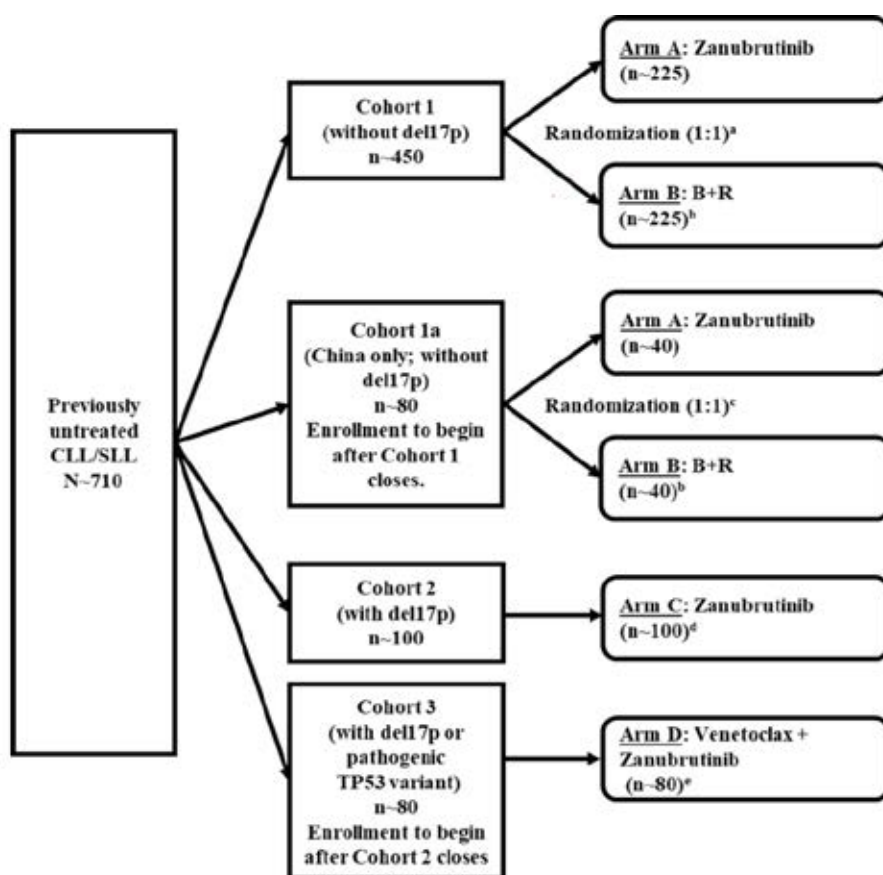 Previously
untreated
CLL/SLL
N~710
Cohort 1
(without del17p)
n~450
Arm A: Zanubrutinib
(n~225)
Randomization (1:1)ᵃ
Arm B: B+R
(n~225)ᵇ
Cohort 1a
(China only; without
del17p)
n~80
Enrollment to begin
after Cohort 1
closes.
Arm A: Zanubrutinib
(n~40)
Randomization (1:1)ᶜ
Arm B: B+R
(n~40)ᵇ
Cohort 2
(with del17p)
n~100
Arm C: Zanubrutinib
(n~100)ᵈ
Cohort 3
(with del17p or
pathogenic
TP53 variant)
n~80
Enrollment to begin
after Cohort 2 closes
Arm D: Venetoclax +
Zanubrutinib
(n~80)ᵉ